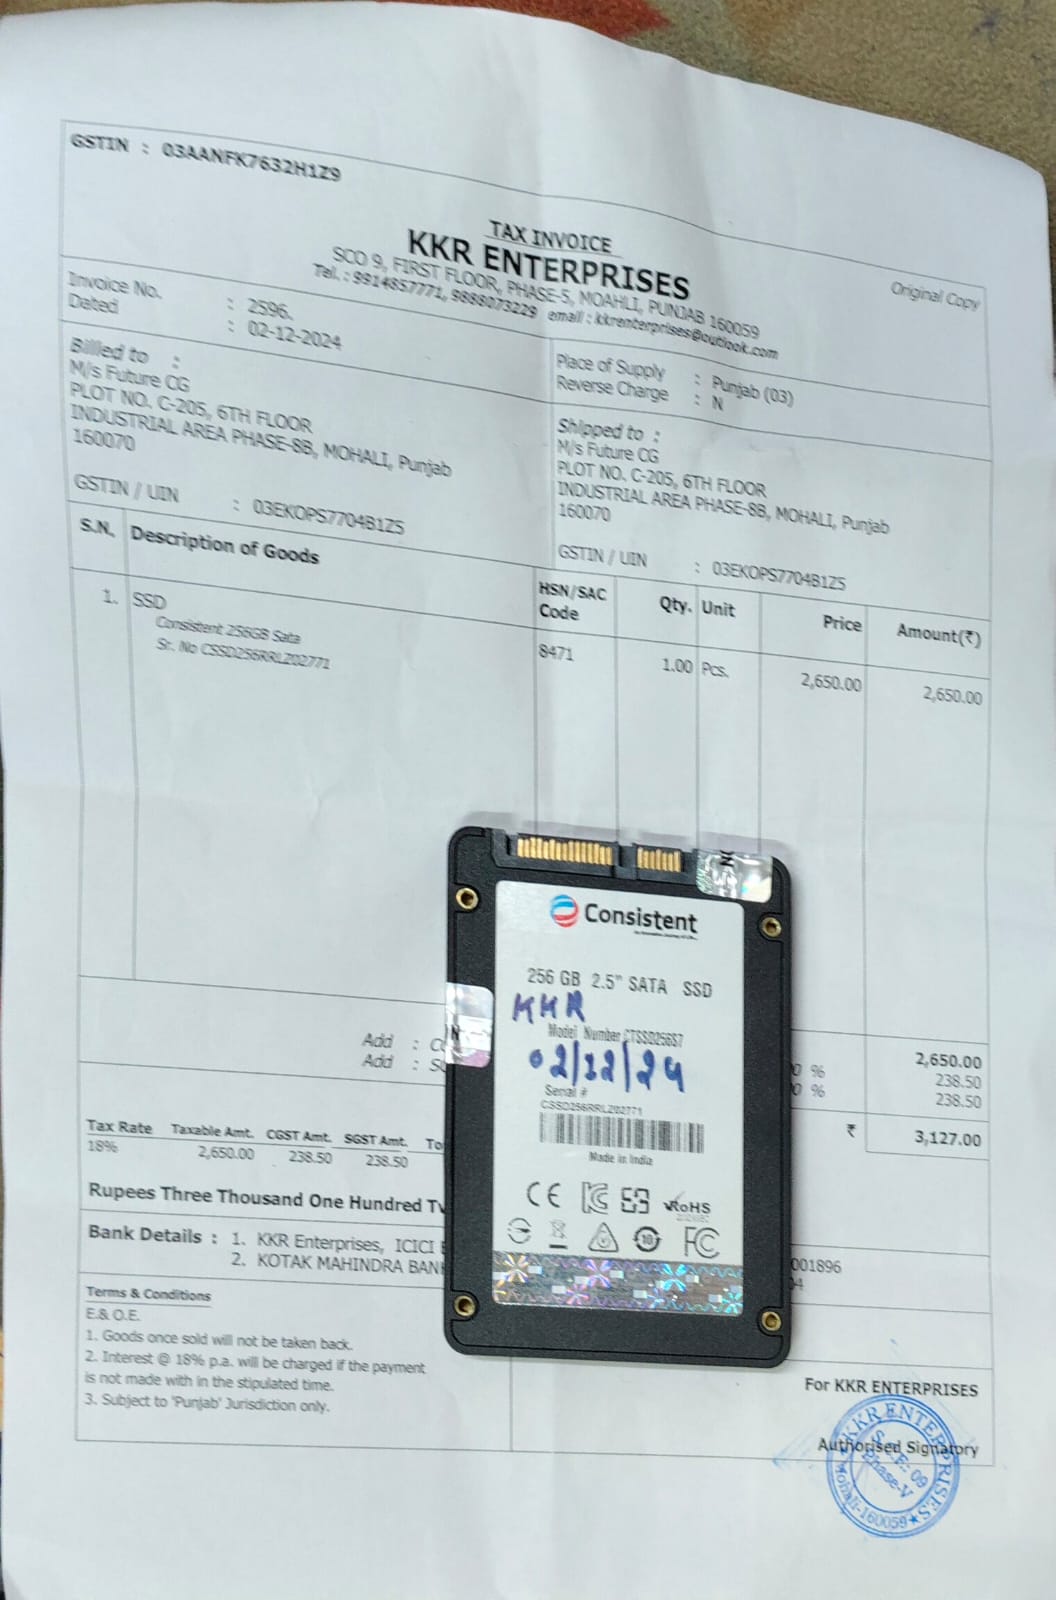 GSTIN : 03AANFK7632H1Z9
TAX INVOICE
KKR ENTERPRISES
SCO 9, FIRST FLOOR, PHASE-5, MOAHLI, PUNJAB 160059
Tel. : 9914857771, 9888073229 email : kkrenterprises@outlook.com
Original Copy
Invoice No. : 2596.
Dated : 02-12-2024
Place of Supply : Punjab (03)
Reverse Charge : N
Billed to :
M/s Future CG
PLOT NO. C-205, 6TH FLOOR
INDUSTRIAL AREA PHASE-8B, MOHALI, Punjab
160070
GSTIN / UIN : 03EKOPS7704B1Z5
Shipped to :
M/s Future CG
PLOT NO. C-205, 6TH FLOOR
INDUSTRIAL AREA PHASE-8B, MOHALI, Punjab
160070
GSTIN / UIN : 03EKOPS7704B1Z5
S.N. Description of Goods HSN/SAC Code Qty. Unit Price Amount(₹)
1. SSD 8471 1.00 Pcs. 2,650.00 2,650.00
Consistent 256GB Sata
Sr. No CSSD256RRLZ02771
2,650.00
Add : 0 % 238.50
Add : 0 % 238.50
₹ 3,127.00
Tax Rate Taxable Amt. CGST Amt. SGST Amt.
18% 2,650.00 238.50 238.50
Rupees Three Thousand One Hundred
Bank Details : 1. KKR Enterprises, ICICI 001896
2. KOTAK MAHINDRA BANK 04
Terms & Conditions
E.& O.E.
1. Goods once sold will not be taken back.
2. Interest @ 18% p.a. will be charged if the payment
is not made with in the stipulated time.
3. Subject to 'Punjab' Jurisdiction only.
For KKR ENTERPRISES
Authorised Signatory
KKR ENTERPRISES
S.C.F. 09
Phase-V
Mohali-160059
Consistent
256 GB 2.5" SATA SSD
KKR
Model Number CTSSD256S7
02/12/24
Serial #
CSSD256RRLZ02771
Made in India
CE
RoHS
10
FC